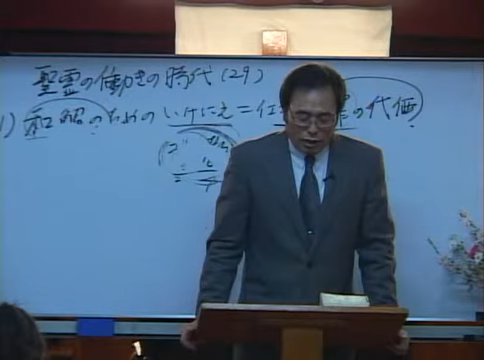 聖霊の働きの時代(29)
1) 和解のためのいけにえ= の代価